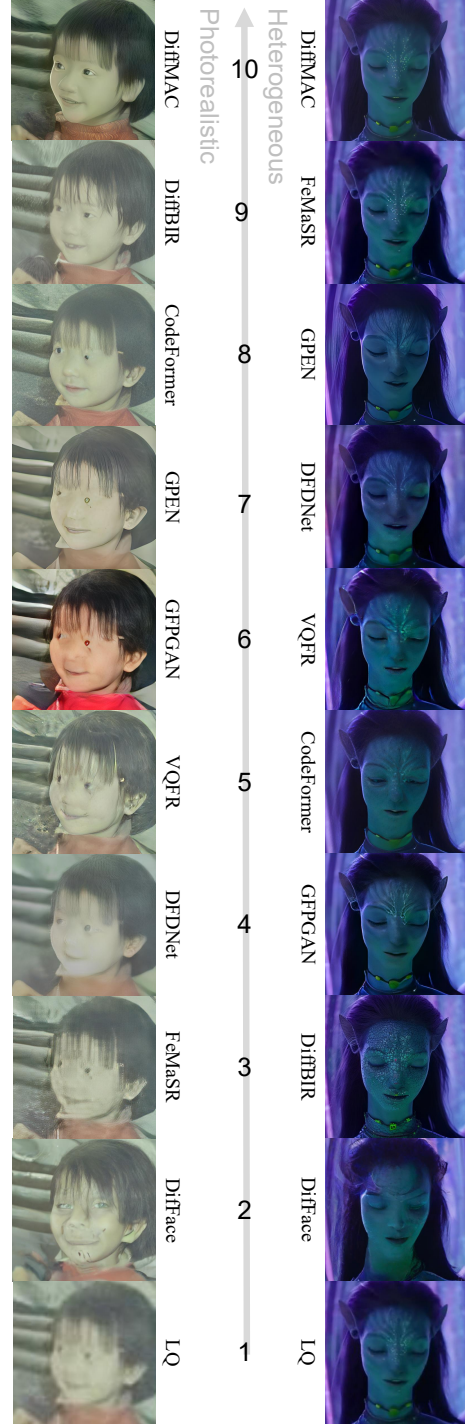 Photorealistic
Heterogeneous
DiffMAC
10
DiffMAC
DiffBIR
9
FeMaSR
CodeFormer
8
GPEN
GPEN
7
DFDNet
GFPGAN
6
VQFR
VQFR
5
CodeFormer
DFDNet
4
GFPGAN
FeMaSR
3
DiffBIR
DifFace
2
DifFace
LQ
1
LQ